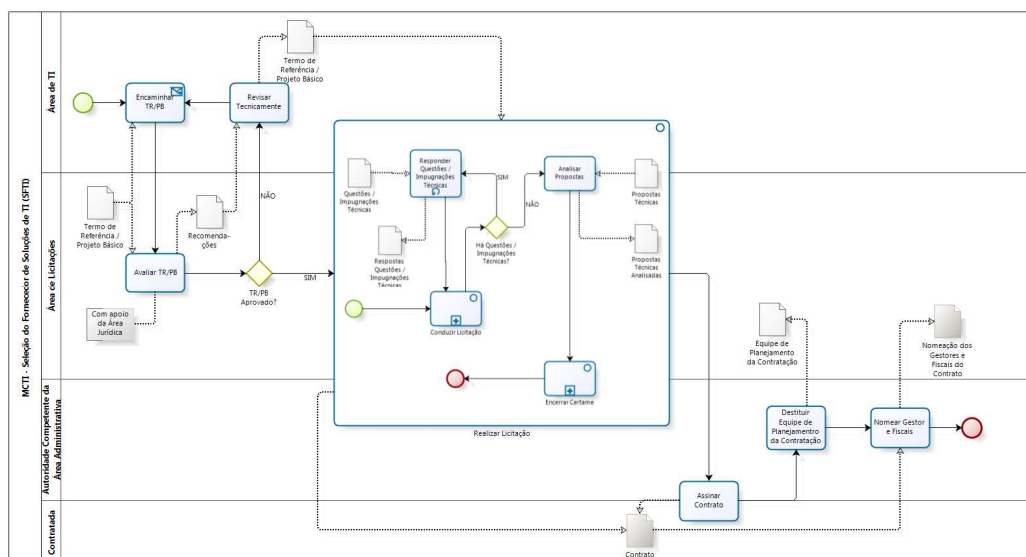 MCTI - Seleção do Fornececor de Soluções de TI (SFTI)
Área de TI
Área ce Licitações
Autoridade Competente da
Área Administrativa
Contratada
Encaminhar
TR/PB
Revisar
Tecnicamente
Termo de
Referência /
Projeto Básico
Termo de
Referência /
Projeto Básico
Recomenda-
ções
NÃO
Avaliar TR/PB
TR/PB
Aprovado?
SIM
Com apoio
da Área
Jurídica
Responder
Questões /
Impugnações
Técnicas
Questões /
Impugnações
Técnicas
SIM
NÃO
Analisar
Propostas
Propostas
Técnicas
Respostas
Questões /
Impugnações
Técnicas
Há Questões /
Impugnações
Técnicas?
Propostas
Técnicas
Analisadas
Conduzir Licitação
Encerrar Certame
Realizar Licitação
Equipe de
Planejamento
da Contratação
Nomeação dos
Gestores e
Fiscais do
Contrato
Destituir
Equipe de
Planejamentro
da Contratação
Nomear Gestor
e Fiscais
Assinar
Contrato
Contrato